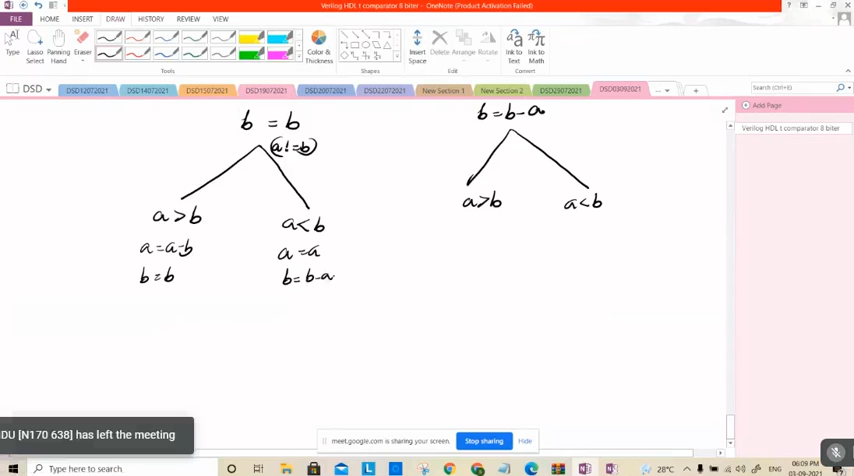 Verilog HDL t comparator 8 biter - OneNote (Product Activation Failed)
FILE HOME INSERT DRAW HISTORY REVIEW VIEW
Type
Lasso Select
Panning Hand
Eraser
Color & Thickness
Insert Space
Delete
Arrange
Rotate
Ink to Text
Ink to Math
Tools
Shapes
Edit
Convert
DSD
DSD12072021
DSD14072021
DSD15072021
DSD19072021
DSD20072021
DSD22072021
New Section 1
New Section 2
DSD29072021
DSD03092021
...
+
Search (Ctrl+E)
Add Page
Verilog HDL t comparator 8 biter
b = b
a != b
a > b
a = a - b
b = b
a < b
a = a
b = b - a
b = b - a
a > b
a < b
DU [N170 638] has left the meeting
meet.google.com is sharing your screen.
Stop sharing
Hide
Type here to search
28°C
06:09 PM
03-09-2021